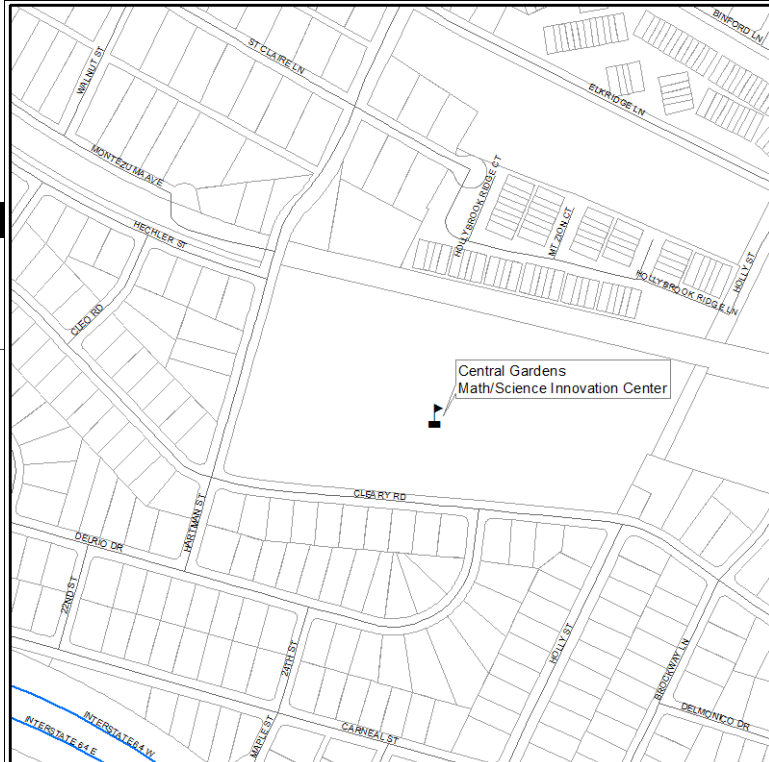 BINFORD LN
ST CLAIRE LN
WALNUT ST
ELKRIDGE LN
MONTEZUMA AVE
HOLLYBROOK RIDGE CT
MT ZION CT
HECHLER ST
HOLLY ST
HOLLYBROOK RIDGE LN
CLEO RD
Central Gardens
Math/Science Innovation Center
CLEARY RD
HARTMAN ST
DELRIO DR
22ND ST
24TH ST
HOLLY ST
BROCKWAY LN
DELMONICO DR
INTERSTATE 64 W
INTERSTATE 64 E
MAPLE ST
CARNEAL ST